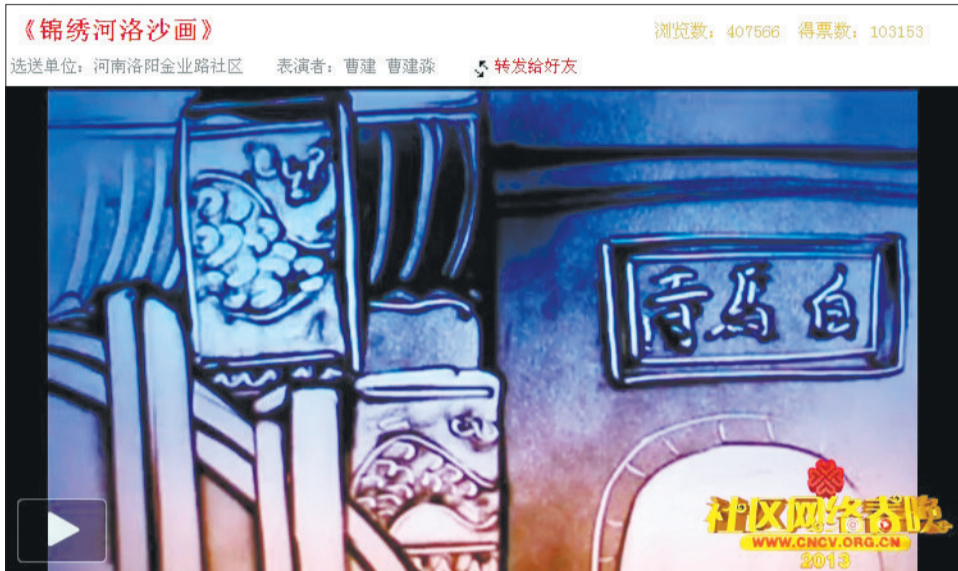 《锦绣河洛沙画》
浏览数：407566 得票数：103153
选送单位：河南洛阳金业路社区 表演者：曹建 曹建淼 转发给好友
寺马白
社区网络春晚
WWW.CNCV.ORG.CN
2013